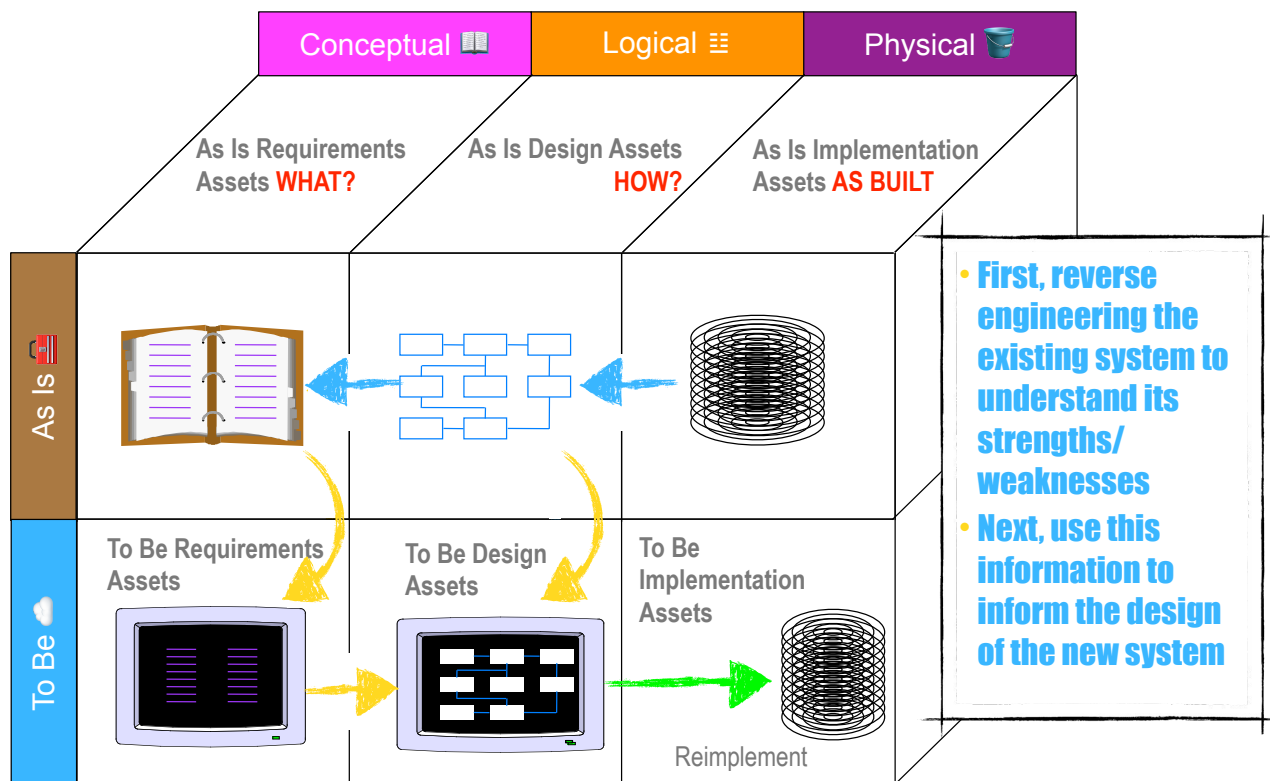 Conceptual 📖
Logical ☷
Physical 🪣
As Is Requirements
Assets WHAT?
As Is Design Assets
HOW?
As Is Implementation
Assets AS BUILT
As Is 🧰
• First, reverse
engineering the
existing system to
understand its
strengths/
weaknesses
• Next, use this
information to
inform the design
of the new system
To Be ☁️
To Be Requirements
Assets
To Be Design
Assets
To Be
Implementation
Assets
Reimplement